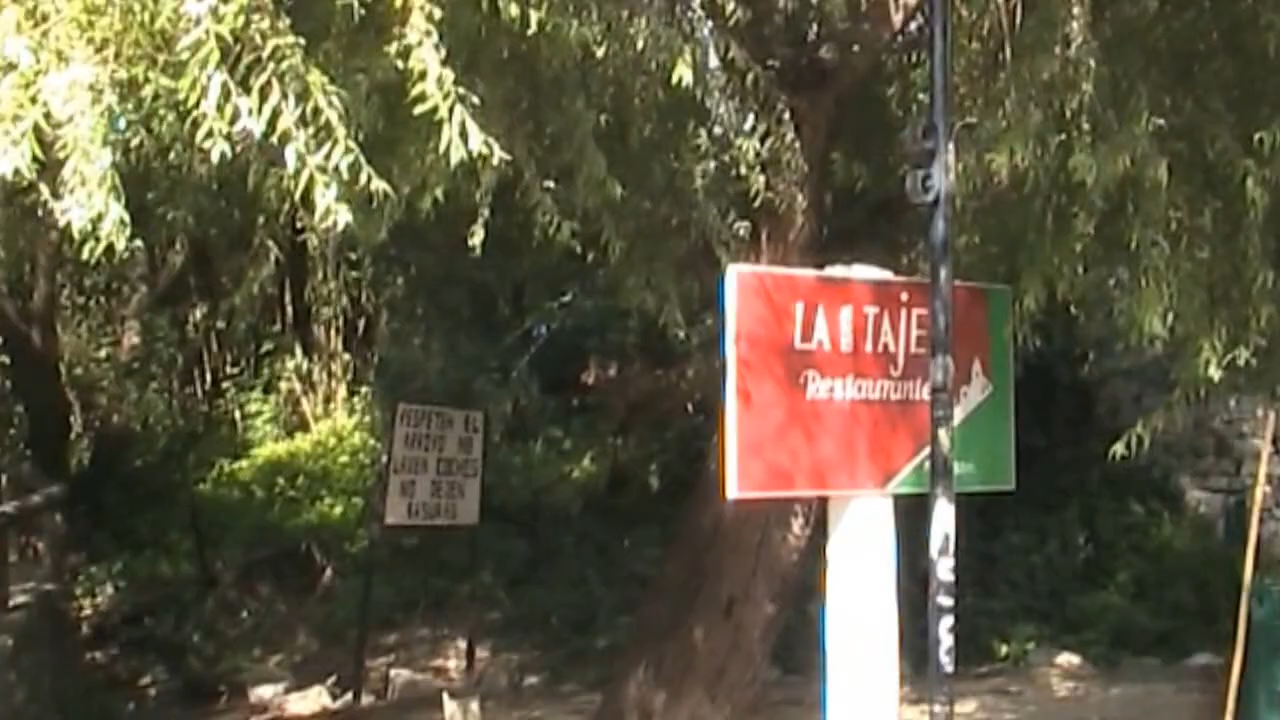 RESPETEN EL
ARROYO NO
LAVEN COCHES
NO DEJEN
BASURAS
LA TAJE
Restaurante